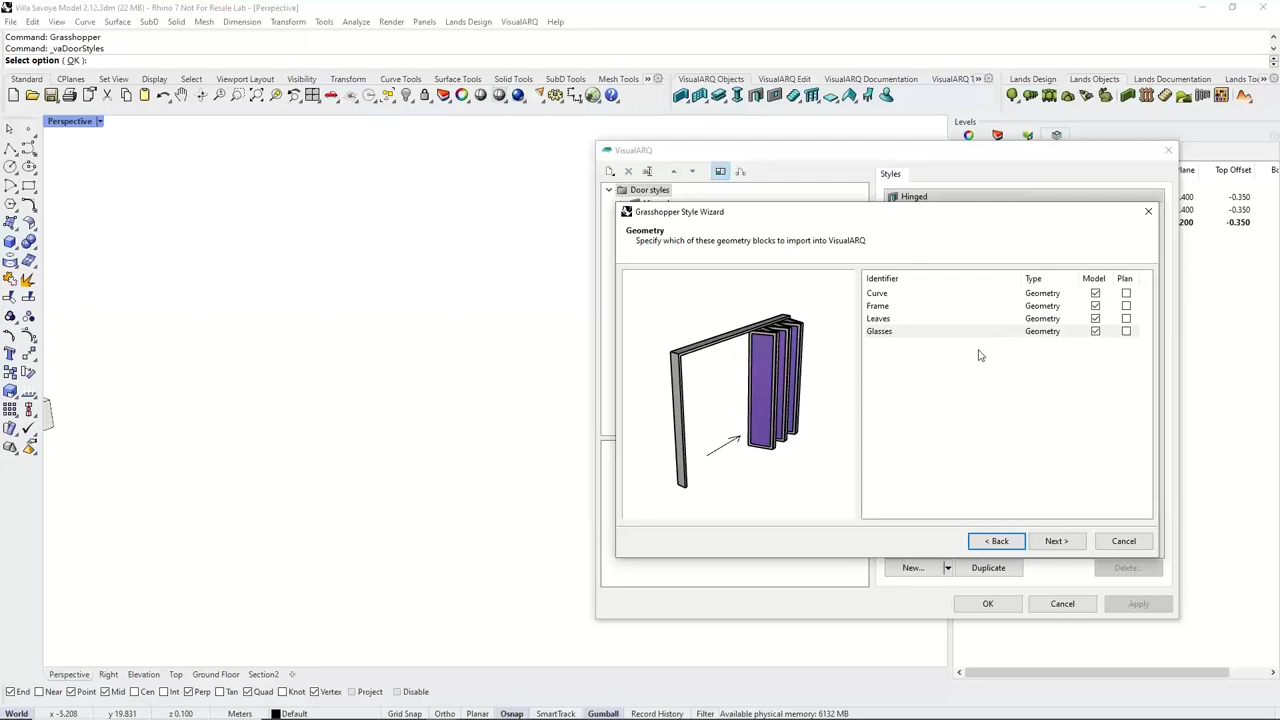 Villa Savoye Model 2.12.3dm (22 MB) - Rhino 7 Not For Resale Lab - [Perspective]
File Edit View Curve Surface SubD Solid Mesh Dimension Transform Tools Analyze Render Panels Lands Design VisualARQ Help
Command: Grasshopper
Command: _vaDoorStyles
Select option ( OK ):
Standard CPlanes Set View Display Select Viewport Layout Visibility Transform Curve Tools Surface Tools Solid Tools SubD Tools Mesh Tools » VisualARQ Objects VisualARQ Edit VisualARQ Documentation VisualARQ » Lands Design Lands Objects Lands Documentation Lands »
Perspective
Levels
VisualARQ
Styles
Plane Top Offset
Door styles
Hinged
.400 -0.350
.400 -0.350
200 -0.350
Grasshopper Style Wizard
Geometry
Specify which of these geometry blocks to import into VisualARQ
Identifier Type Model Plan
Curve Geometry
Frame Geometry
Leaves Geometry
Glasses Geometry
< Back Next > Cancel
New... Duplicate Delete...
OK Cancel Apply
Perspective Right Elevation Top Ground Floor Section2
End Near Point Mid Cen Int Perp Tan Quad Knot Vertex Project Disable
World x -5.208 y 19.831 z 0.100 Meters Default Grid Snap Ortho Planar Osnap SmartTrack Gumball Record History Filter Available physical memory: 6132 MB